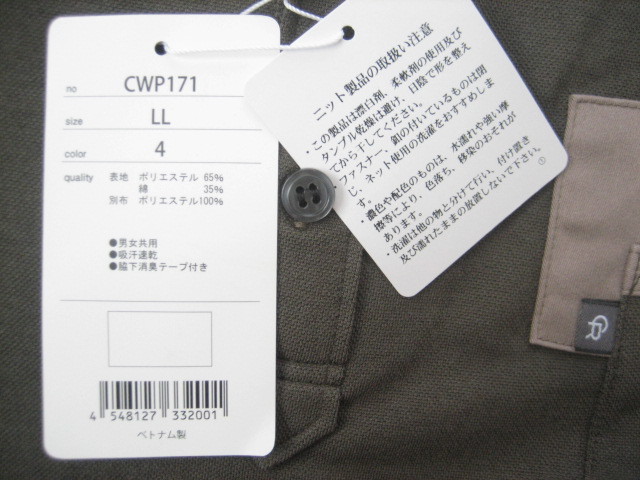 no CWP171
size LL
color 4
quality 表地 ポリエステル 65%
綿 35%
別布 ポリエステル100%
●男女共用
●吸汗速乾
●脇下消臭テープ付き
4 548127 332001
ベトナム製
ニット製品の取扱い注意
・この製品は漂白剤、柔軟剤の使用及び
タンブル乾燥は避け、日陰で形を整え
てから干してください。
・ファスナー、釦の付いているものは閉
じ、ネット使用の洗濯をおすすめしま
す。
・濃色や配色のものは、水濡れや強い摩
擦等により、色落ち、移染のおそれが
あります。
・洗濯は他の物と分けて行い、付け置き
及び濡れたままの放置しないで下さい。
①